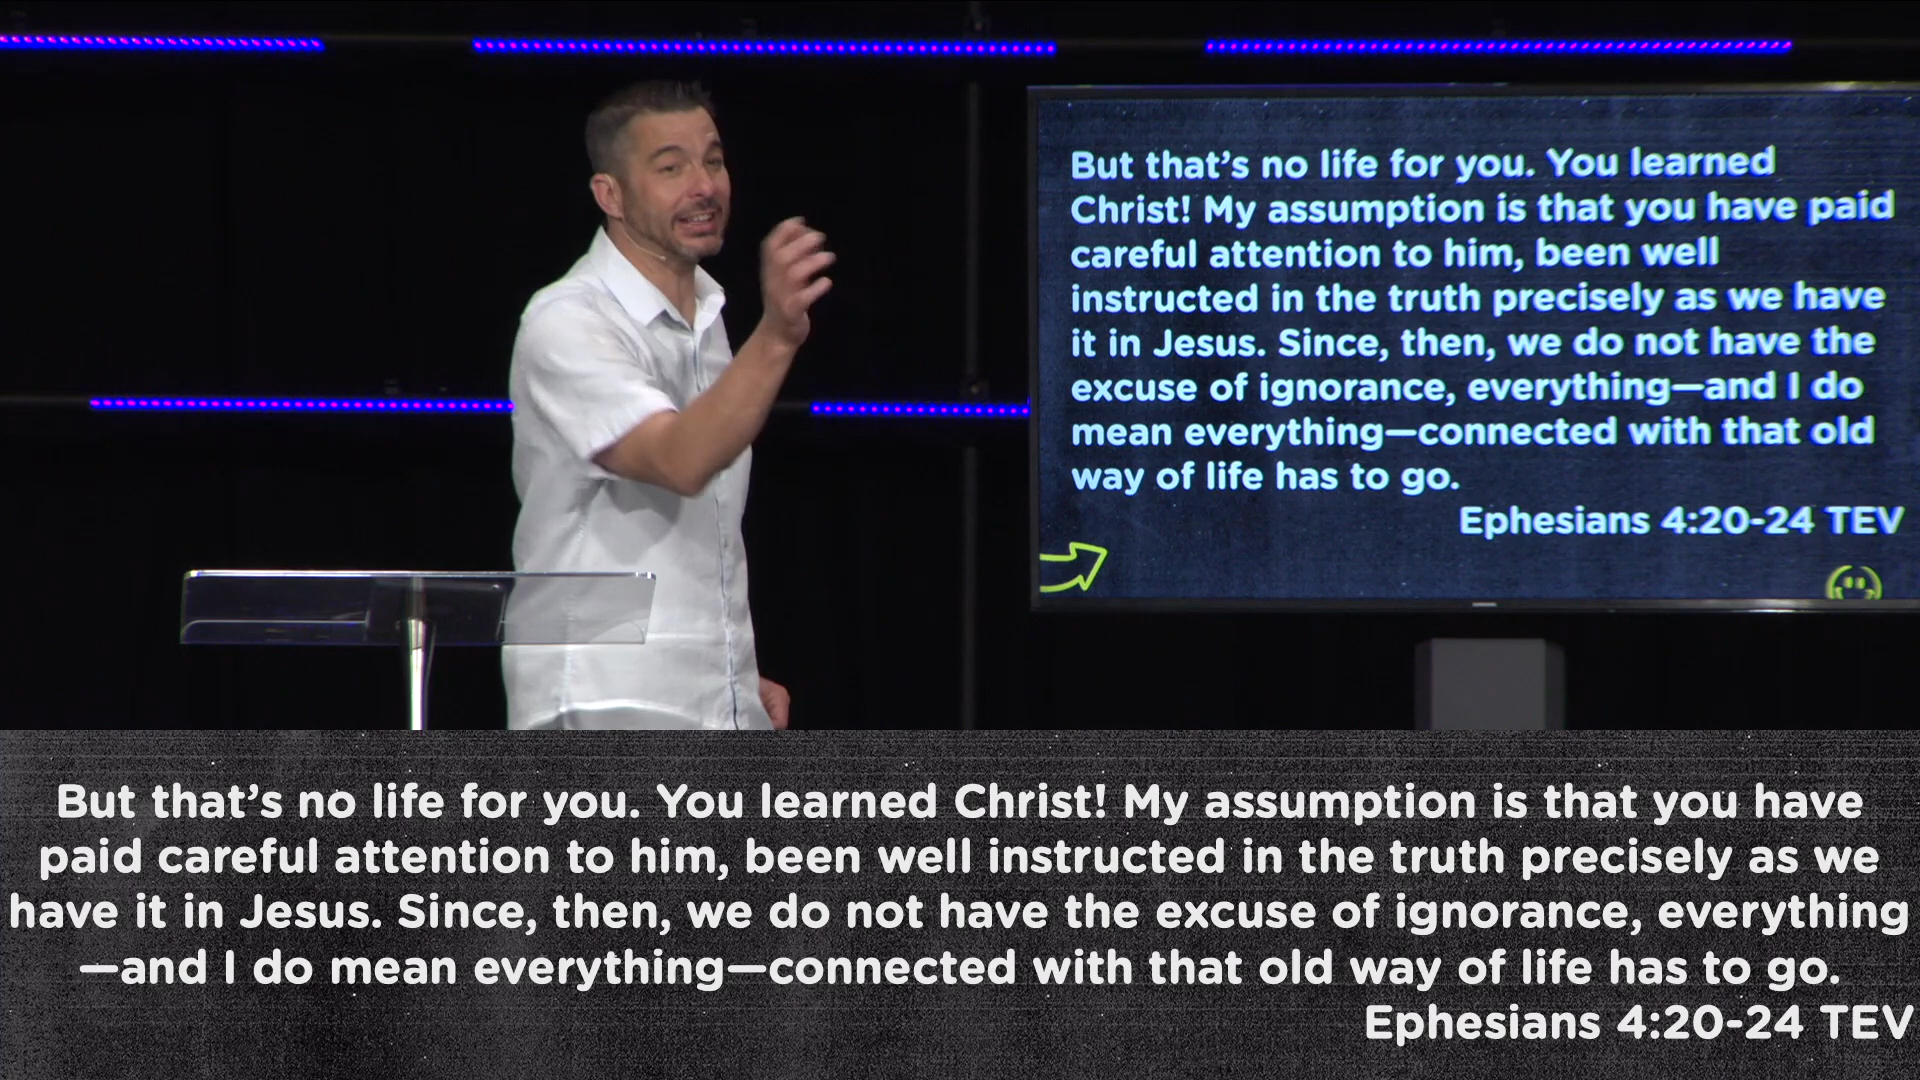 But that's no life for you. You learned
Christ! My assumption is that you have paid
careful attention to him, been well
instructed in the truth precisely as we have
it in Jesus. Since, then, we do not have the
excuse of ignorance, everything—and I do
mean everything—connected with that old
way of life has to go.
Ephesians 4:20-24 TEV
But that's no life for you. You learned Christ! My assumption is that you have
paid careful attention to him, been well instructed in the truth precisely as we
have it in Jesus. Since, then, we do not have the excuse of ignorance, everything
—and I do mean everything—connected with that old way of life has to go.
Ephesians 4:20-24 TEV